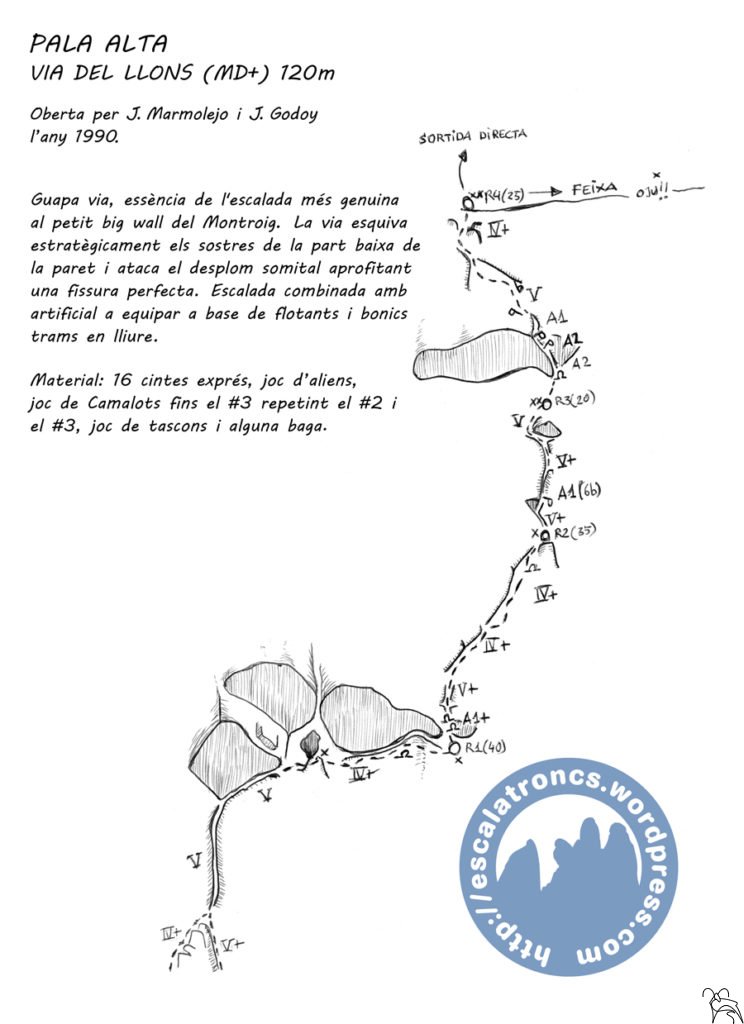 PALA ALTA
VIA DEL LLONS (MD+) 120m
Oberta per J. Marmolejo i J. Godoy
l'any 1990.
Guapa via, essència de l'escalada més genuina
al petit big wall del Montroig. La via esquiva
estratègicament els sostres de la part baixa de
la paret i ataca el desplom somital aprofitant
una fissura perfecta. Escalada combinada amb
artificial a equipar a base de flotants i bonics
trams en lliure.
Material: 16 cintes exprés, joc d'aliens,
joc de Camalots fins el #3 repetint el #2 i
el #3, joc de tascons i alguna baga.
SORTIDA DIRECTA
R4(25) FEIXA OJU!!
IV+
V
A1
A2
A2
R3(20)
V
V+
A1(6b)
V+
R2(35)
IV+
IV+
V+
A1+
R1(40)
IV+
V
V
IV+
V+
http://escalatroncs.wordpress.com